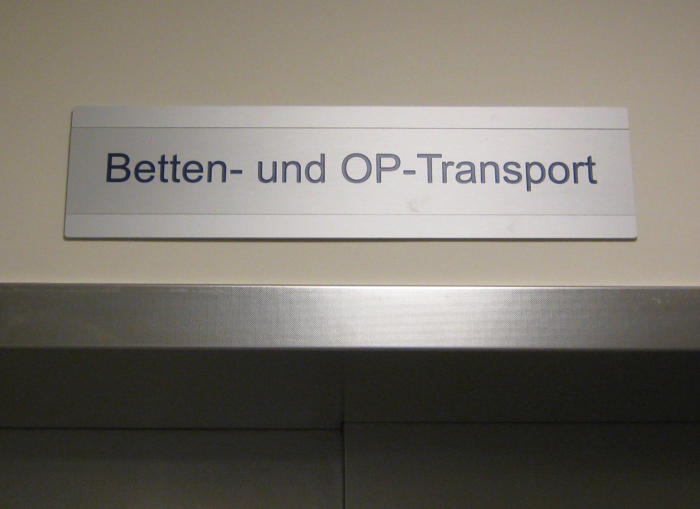 Betten- und OP-Transport